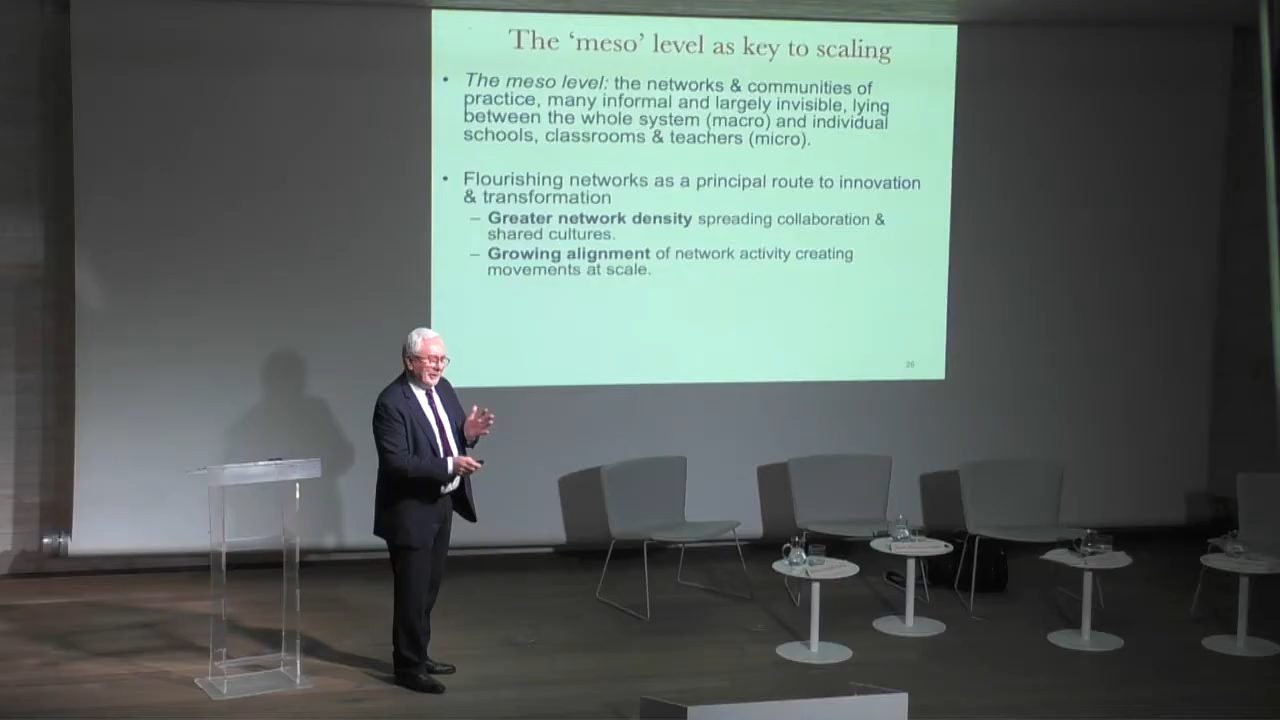 The ‘meso’ level as key to scaling
• The meso level: the networks & communities of
practice, many informal and largely invisible, lying
between the whole system (macro) and individual
schools, classrooms & teachers (micro).
• Flourishing networks as a principal route to innovation
& transformation
– Greater network density spreading collaboration &
shared cultures.
– Growing alignment of network activity creating
movements at scale.
26